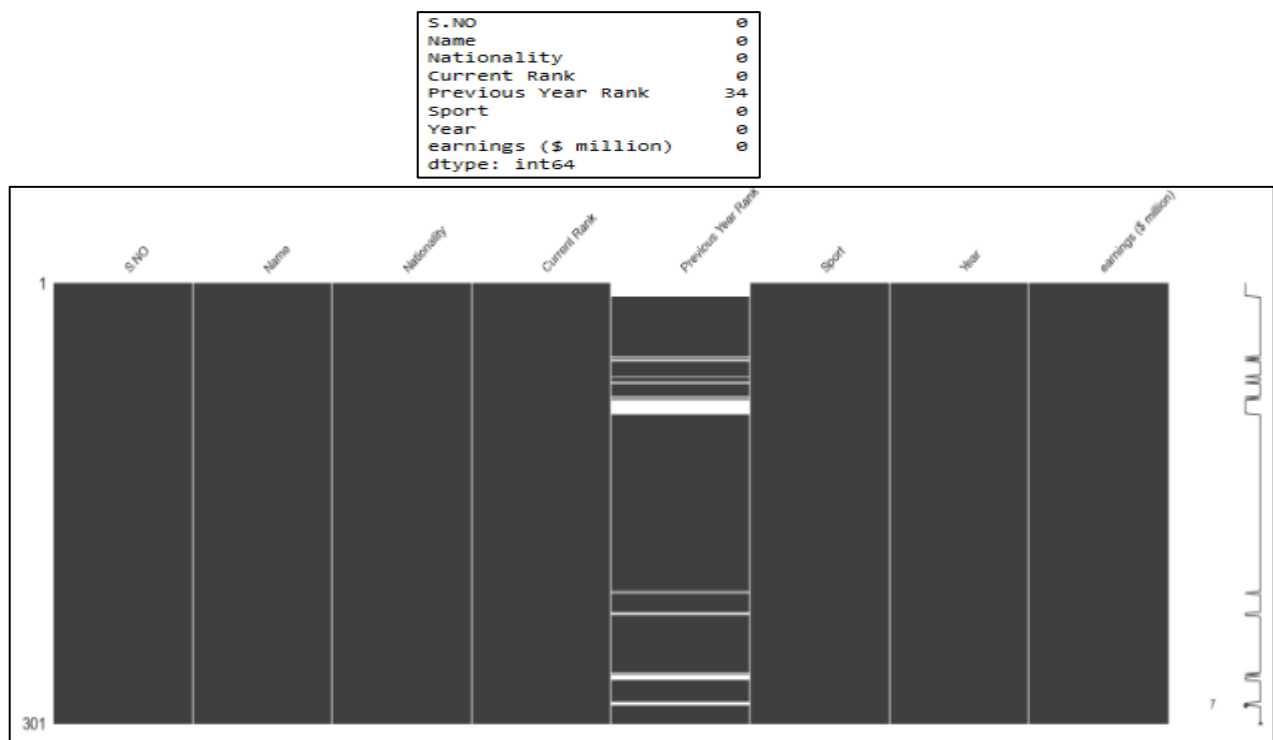 S.NO 0
Name 0
Nationality 0
Current Rank 0
Previous Year Rank 34
Sport 0
Year 0
earnings ($ million) 0
dtype: int64
S.NO Name Nationality Current Rank Previous Year Rank Sport Year earnings ($ million)
1
7
301